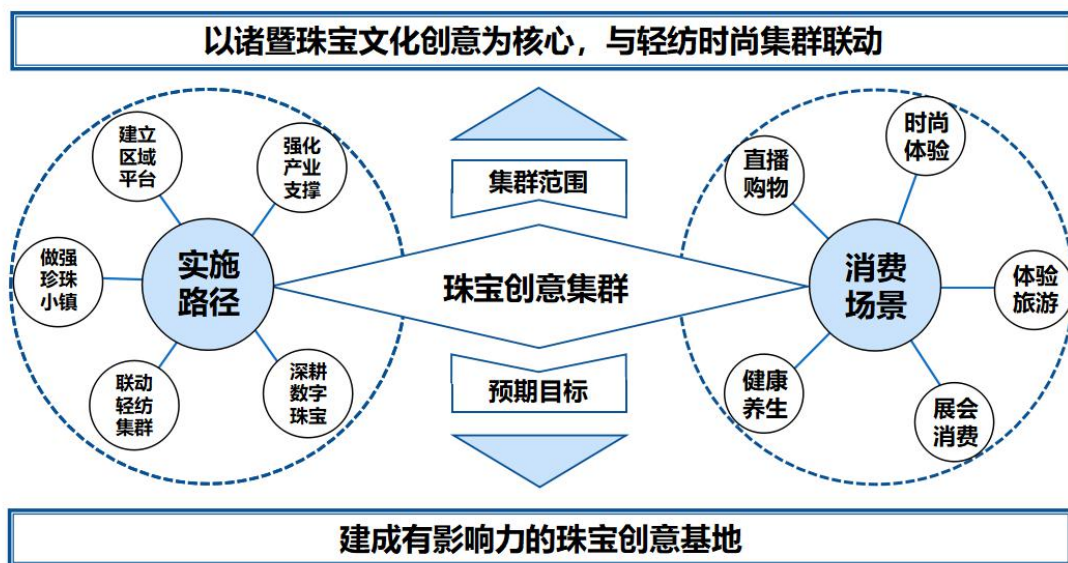 以诸暨珠宝文化创意为核心，与轻纺时尚集群联动
建立
区域
平台
强化
产业
支撑
做强
珍珠
小镇
实施
路径
联动
轻纺
集群
深耕
数字
珠宝
集群范围
珠宝创意集群
预期目标
直播
购物
时尚
体验
消费
场景
体验
旅游
健康
养生
展会
消费
建成有影响力的珠宝创意基地